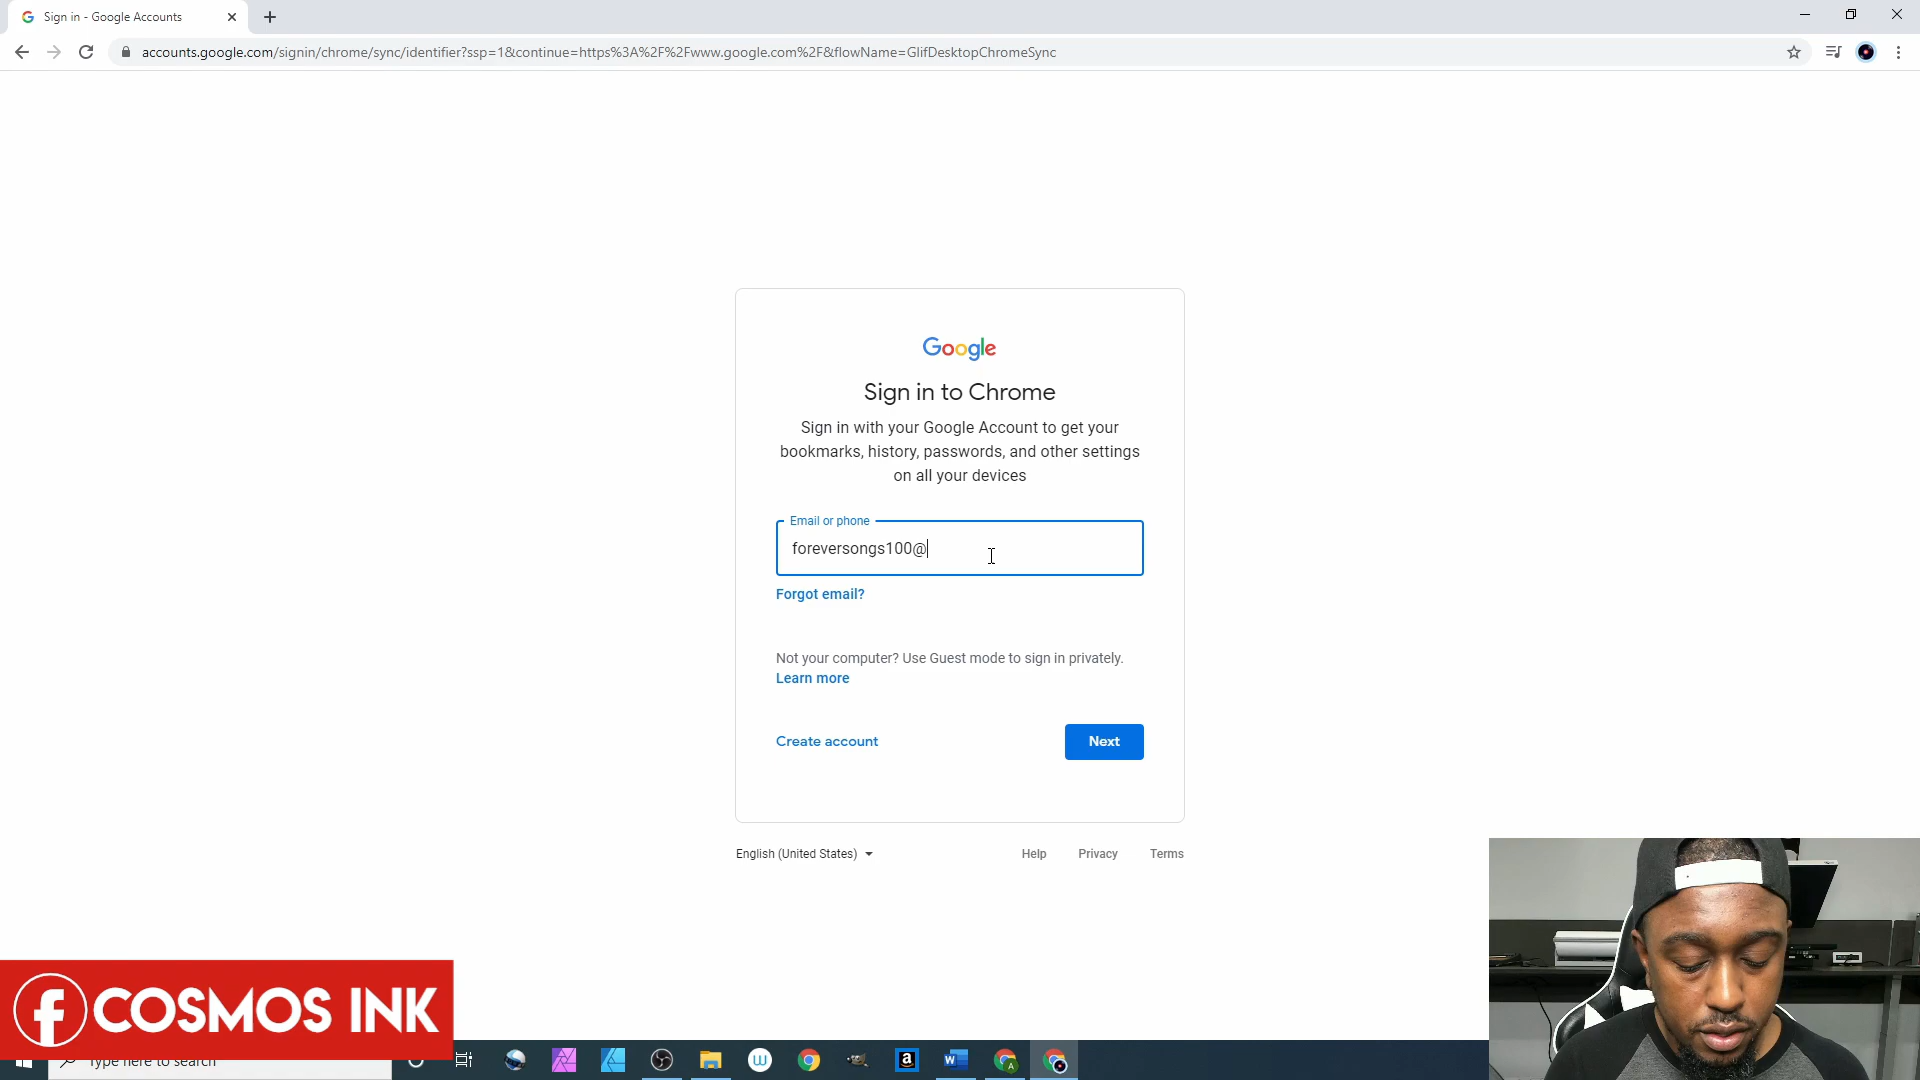 Sign in - Google Accounts
accounts.google.com/signin/chrome/sync/identifier?ssp=1&continue=https%3A%2F%2Fwww.google.com%2F&flowName=GlifDesktopChromeSync
Google
Sign in to Chrome
Sign in with your Google Account to get your
bookmarks, history, passwords, and other settings
on all your devices
Email or phone
foreversongs100@
Forgot email?
Not your computer? Use Guest mode to sign in privately.
Learn more
Create account
Next
English (United States)
Help
Privacy
Terms
f COSMOS INK
Type here to search
W
a
W
A